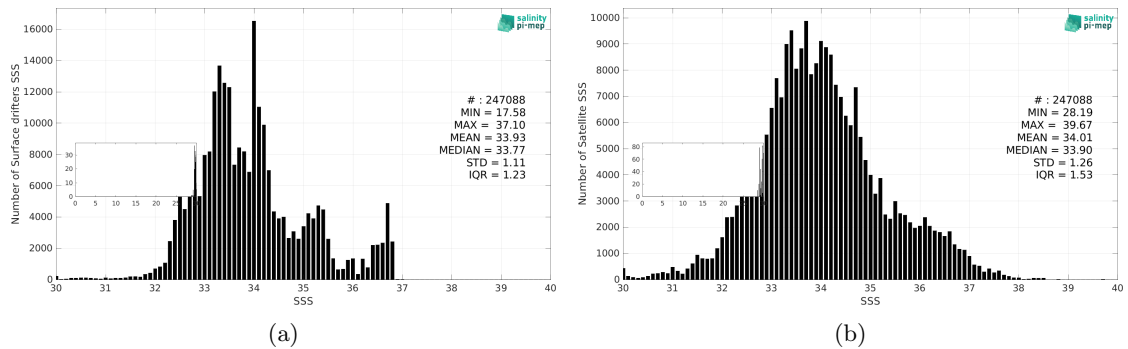 salinity
pi-mep
16000
14000
12000
10000
8000
6000
4000
2000
0
Number of Surface drifters SSS
# : 247088
MIN = 17.58
MAX = 37.10
MEAN = 33.93
MEDIAN = 33.77
STD = 1.11
IQR = 1.23
30
20
10
0
0 5 10 15 20 25
30 31 32 33 34 35 36 37 38 39 40
SSS
(a)
salinity
pi-mep
10000
9000
8000
7000
6000
5000
4000
3000
2000
1000
0
Number of Satellite SSS
# : 247088
MIN = 28.19
MAX = 39.67
MEAN = 34.01
MEDIAN = 33.90
STD = 1.26
IQR = 1.53
80
60
40
20
0
0 5 10 15 20 25
30 31 32 33 34 35 36 37 38 39 40
SSS
(b)